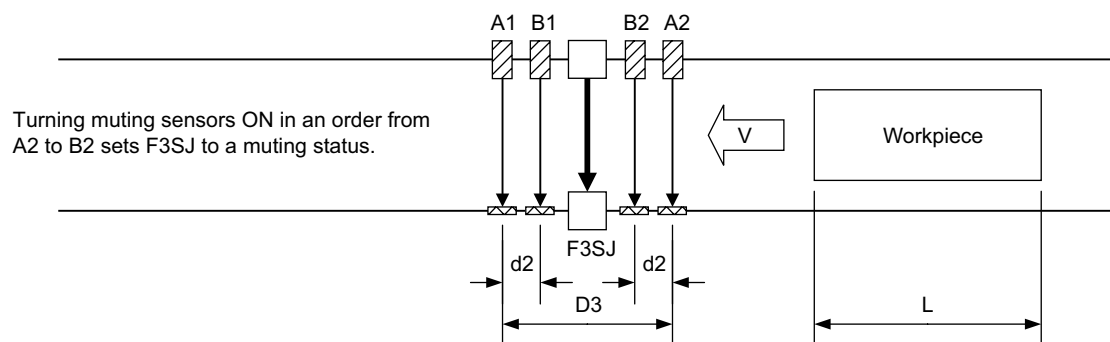 A1 B1 B2 A2
Turning muting sensors ON in an order from
A2 to B2 sets F3SJ to a muting status.
V
Workpiece
F3SJ
d2 d2
D3 L